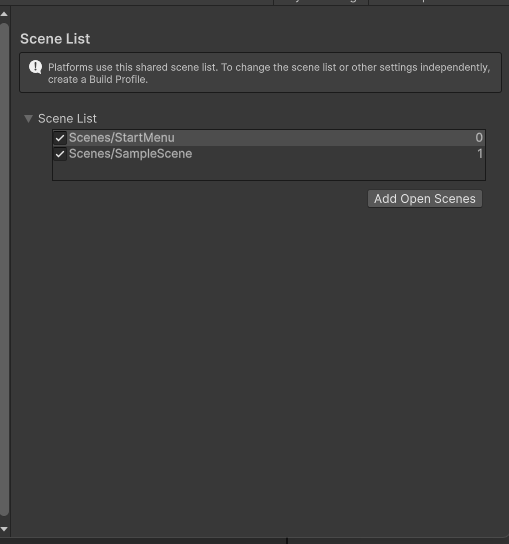 Scene List
Platforms use this shared scene list. To change the scene list or other settings independently,
create a Build Profile.
Scene List
Scenes/StartMenu 0
Scenes/SampleScene 1
Add Open Scenes